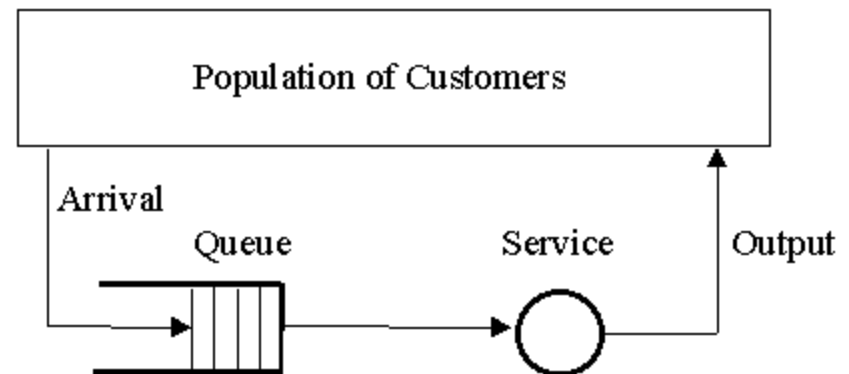 Population of Customers
Arrival
Queue
Service
Output